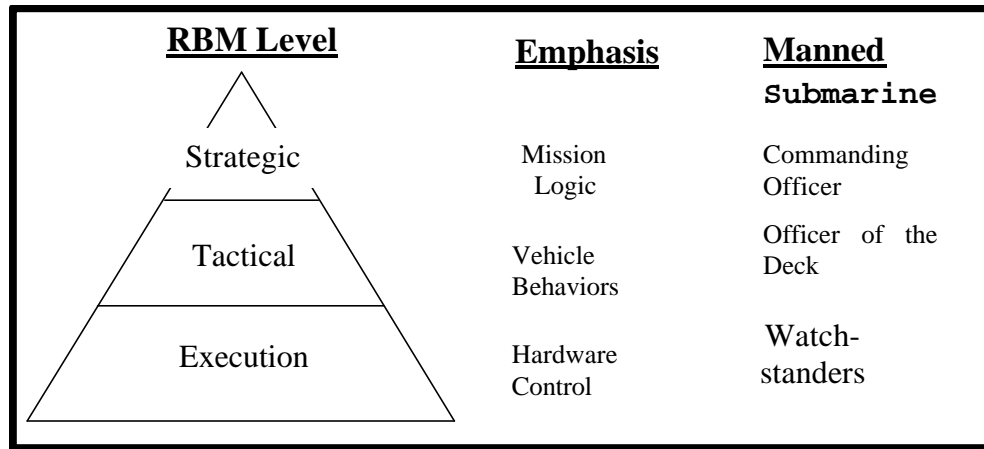 RBM Level
Emphasis
Manned
Submarine
Strategic
Mission
Logic
Commanding
Officer
Tactical
Vehicle
Behaviors
Officer of the
Deck
Execution
Hardware
Control
Watch-
standers